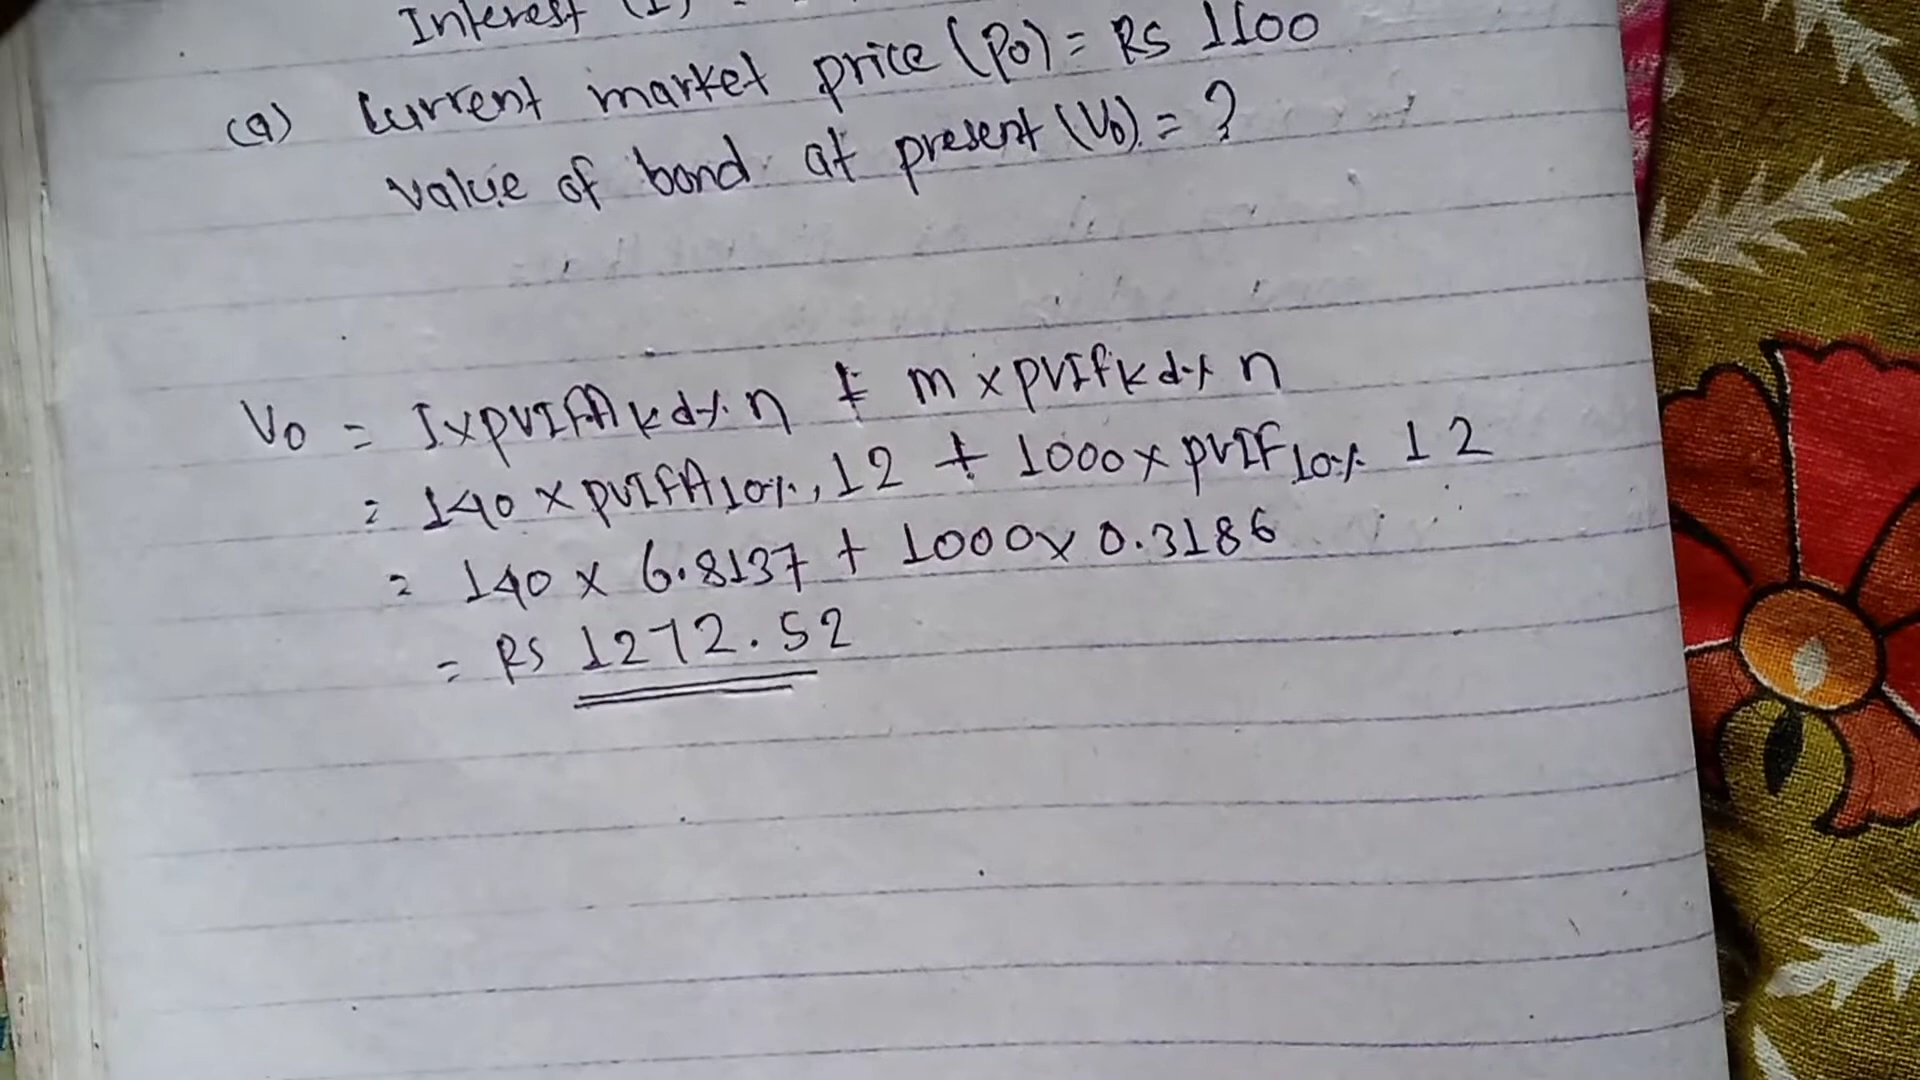 Interest (I) =
(a) Current market price (P0) = RS 1100
value of bond at present (V0) = ?
V0 = I x PVIFA kd%. n + m x PVIF kd% n
= 140 x PVIFA 10%, 12 + 1000 x PVIF 10% 12
= 140 x 6.8137 + 1000 x 0.3186
= RS 1272.52